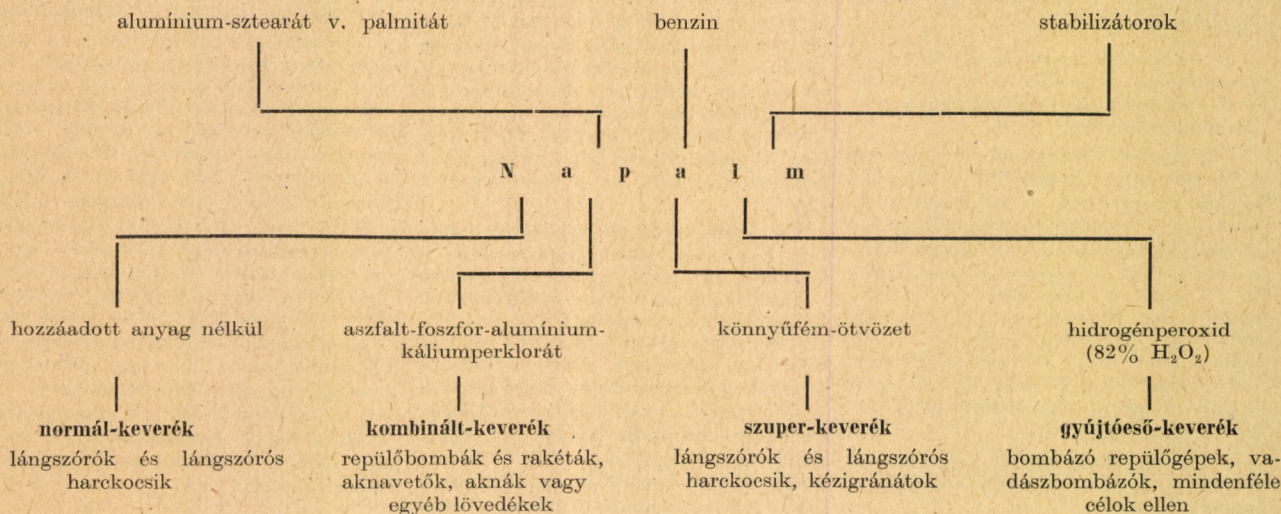 alumínium-sztearát v. palmitát
benzin
stabilizátorok
N a p a l m
hozzáadott anyag nélkül
aszfalt-foszfor-alumínium-
káliumperklorát
könnyűfém-ötvözet
hidrogénperoxid
(82% H₂O₂)
normál-keverék
lángszórók és lángszórós
harckocsik
kombinált-keverék
repülőbombák és rakéták,
aknavetők, aknák vagy
egyéb lövedékek
szuper-keverék
lángszórók és lángszórós
harckocsik, kézigránátok
gyújtóeső-keverék
bombázó repülőgépek, va-
dászbombázók, mindenféle
célok ellen